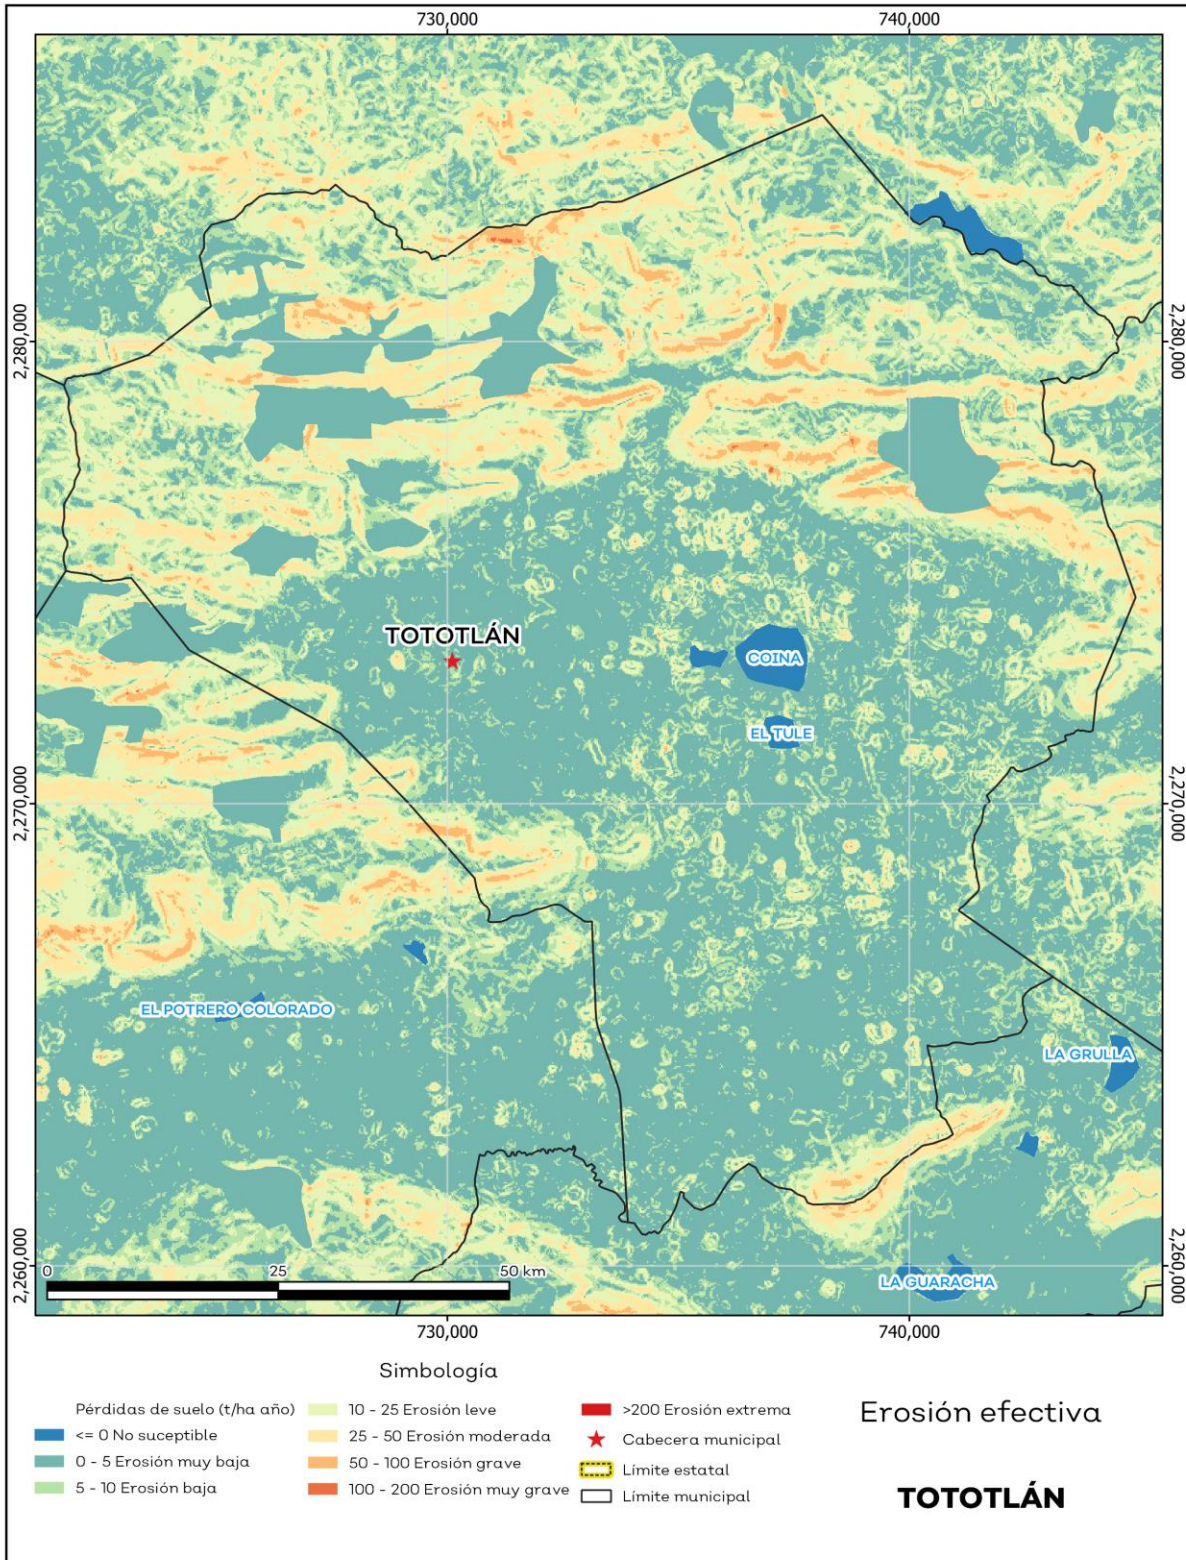 730,000
740,000
2,280,000
2,280,000
TOTOTLÁN
COINA
EL TULE
2,270,000
2,270,000
EL POTRERO COLORADO
LA GRULLA
2,260,000
2,260,000
0
25
50 km
LA GUARACHA
730,000
740,000
Simbología
Pérdidas de suelo (t/ha año)
<= 0 No suceptible
0 - 5 Erosión muy baja
5 - 10 Erosión baja
10 - 25 Erosión leve
25 - 50 Erosión moderada
50 - 100 Erosión grave
100 - 200 Erosión muy grave
>200 Erosión extrema
Cabecera municipal
Límite estatal
Límite municipal
Erosión efectiva
TOTOTLÁN